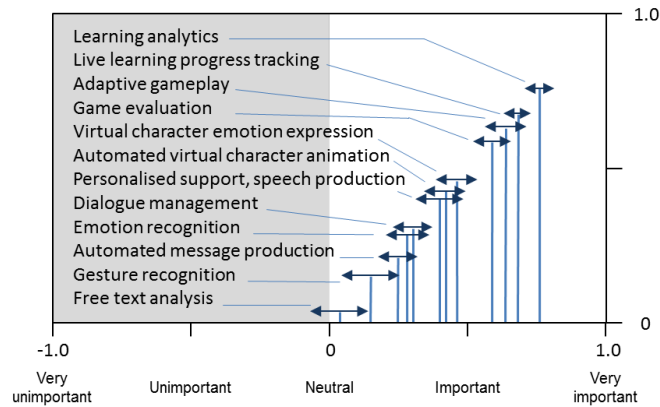 1.0
Learning analytics
Live learning progress tracking
Adaptive gameplay
Game evaluation
Virtual character emotion expression
Automated virtual character animation
Personalised support, speech production
Dialogue management
Emotion recognition
Automated message production
Gesture recognition
Free text analysis
0
-1.0 0 1.0
Very Unimportant Neutral Important Very
unimportant important